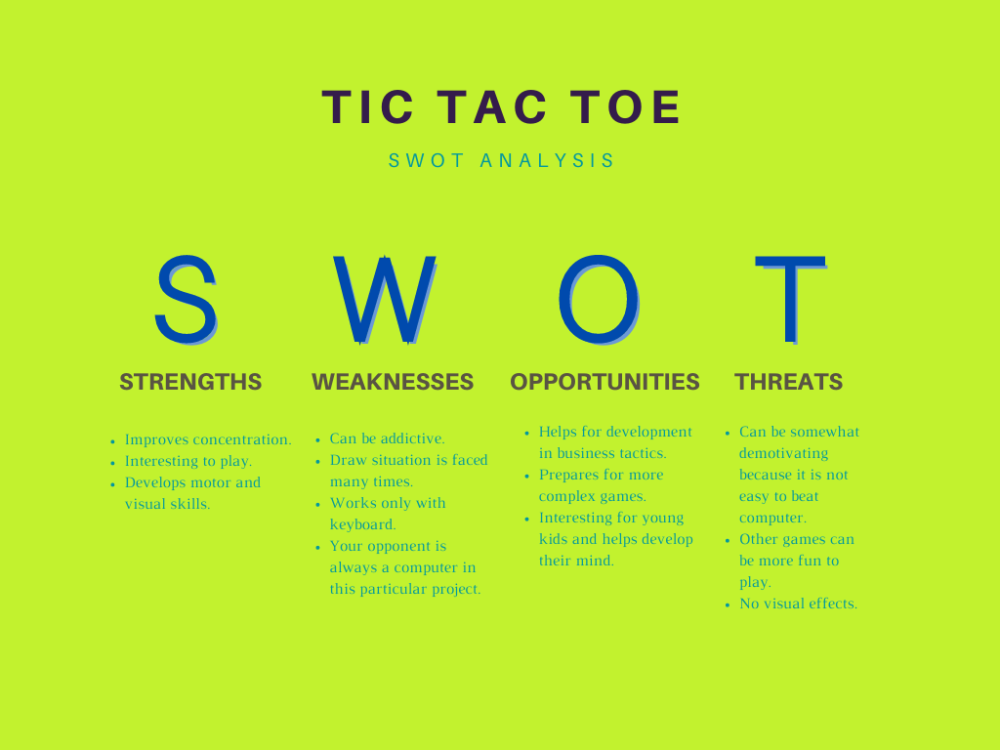 TIC TAC TOE
SWOT ANALYSIS
S W O T
STRENGTHS
• Improves concentration.
• Interesting to play.
• Develops motor and
visual skills.
WEAKNESSES
• Can be addictive.
• Draw situation is faced
many times.
• Works only with
keyboard.
• Your opponent is
always a computer in
this particular project.
OPPORTUNITIES
• Helps for development
in business tactics.
• Prepares for more
complex games.
• Interesting for young
kids and helps develop
their mind.
THREATS
• Can be somewhat
demotivating
because it is not
easy to beat
computer.
• Other games can
be more fun to
play.
• No visual effects.